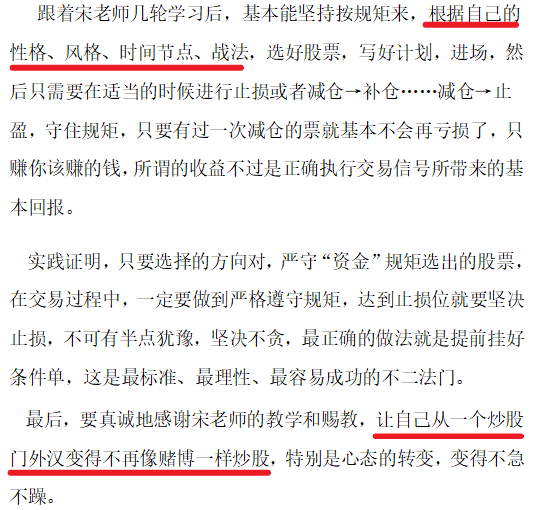 跟着宋老师几轮学习后，基本能坚持按规矩来，根据自己的
性格、风格、时间节点、战法，选好股票，写好计划，进场，然
后只需要在适当的时候进行止损或者减仓→补仓……减仓→止
盈，守住规矩，只要有过一次减仓的票就基本不会再亏损了，只
赚你该赚的钱，所谓的收益不过是正确执行交易信号所带来的基
本回报。
实践证明，只要选择的方向对，严守“资金”规矩选出的股票，
在交易过程中，一定要做到严格遵守规矩，达到止损位就要坚决
止损，不可有半点犹豫，坚决不贪，最正确的做法就是提前挂好
条件单，这是最标准、最理性、最容易成功的不二法门。
最后，要真诚地感谢宋老师的教学和赐教，让自己从一个炒股
门外汉变得不再像赌博一样炒股，特别是心态的转变，变得不急
不躁。